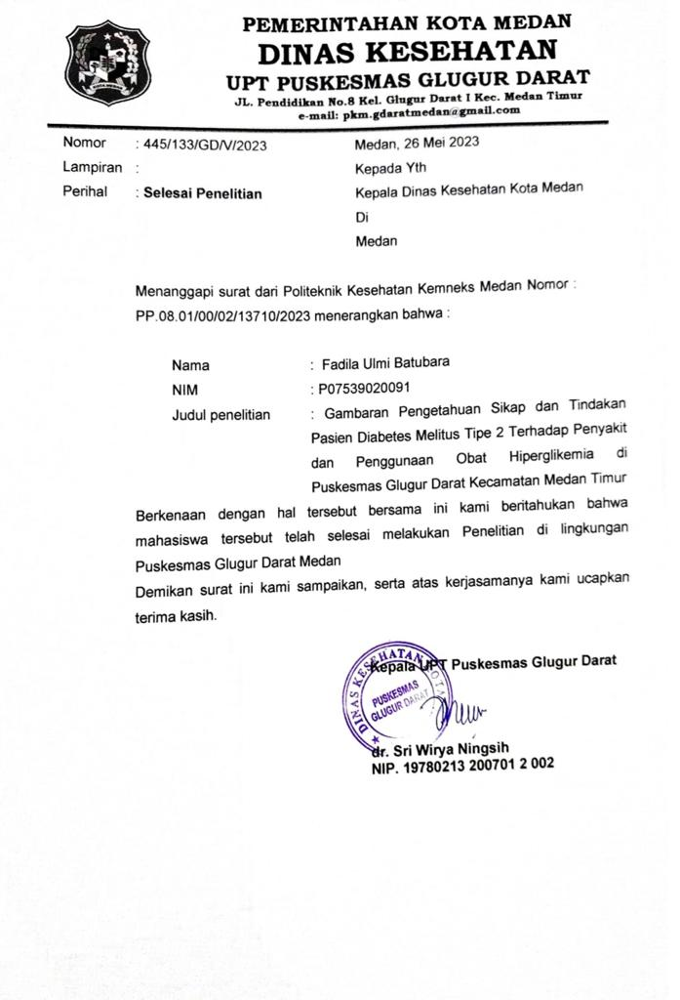 PEMERINTAHAN KOTA MEDAN
DINAS KESEHATAN
UPT PUSKESMAS GLUGUR DARAT
JL. Pendidikan No.8 Kel. Glugur Darat I Kec. Medan Timur
e-mail: pkm.gdaratmedan@gmail.com
KOTA MEDAN
Nomor : 445/133/GD/V/2023 Medan, 26 Mei 2023
Lampiran : Kepada Yth
Perihal : Selesai Penelitian Kepala Dinas Kesehatan Kota Medan
Di
Medan
Menanggapi surat dari Politeknik Kesehatan Kemneks Medan Nomor :
PP.08.01/00/02/13710/2023 menerangkan bahwa :
Nama : Fadila Ulmi Batubara
NIM : P07539020091
Judul penelitian : Gambaran Pengetahuan Sikap dan Tindakan
Pasien Diabetes Melitus Tipe 2 Terhadap Penyakit
dan Penggunaan Obat Hiperglikemia di
Puskesmas Glugur Darat Kecamatan Medan Timur
Berkenaan dengan hal tersebut bersama ini kami beritahukan bahwa
mahasiswa tersebut telah selesai melakukan Penelitian di lingkungan
Puskesmas Glugur Darat Medan
Demikan surat ini kami sampaikan, serta atas kerjasamanya kami ucapkan
terima kasih.
Kepala UPT Puskesmas Glugur Darat
DINAS KESEHATAN KOTA
PUSKESMAS
GLUGUR DARAT
dr. Sri Wirya Ningsih
NIP. 19780213 200701 2 002